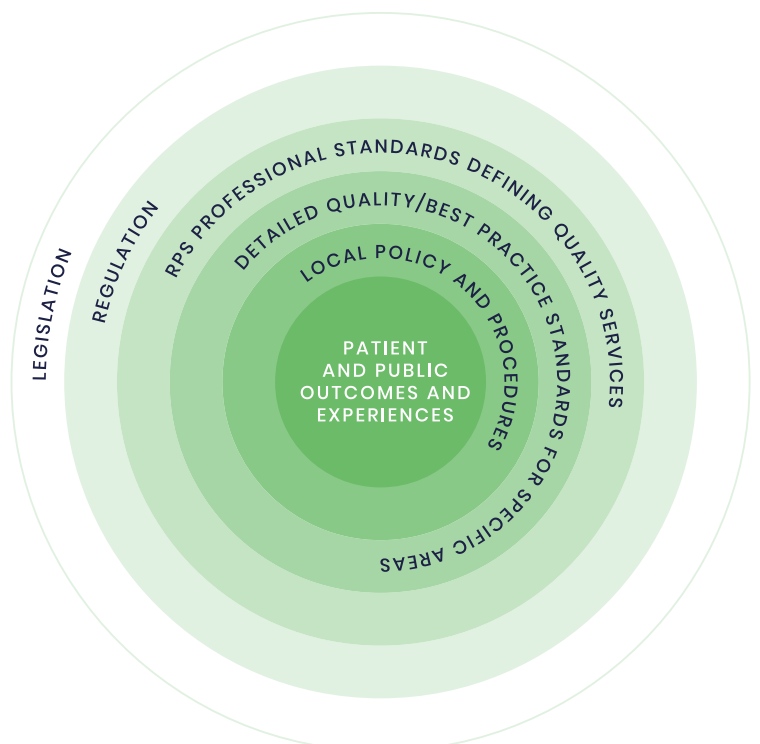 LEGISLATION
REGULATION
RPS PROFESSIONAL STANDARDS DEFINING QUALITY SERVICES
DETAILED QUALITY/BEST PRACTICE STANDARDS FOR SPECIFIC AREAS
LOCAL POLICY AND PROCEDURES
PATIENT
AND PUBLIC
OUTCOMES AND
EXPERIENCES